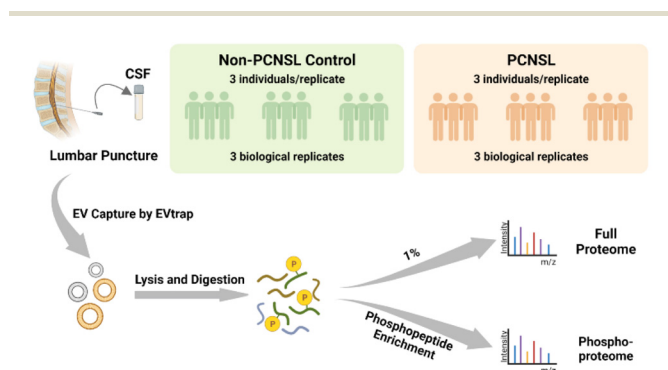 CSF
Lumbar Puncture
Non-PCNSL Control
3 individuals/replicate
3 biological replicates
PCNSL
3 individuals/replicate
3 biological replicates
EV Capture by EVtrap
Lysis and Digestion
P
P
P
1%
Phosphopeptide
Enrichment
Intensity
m/z
Full
Proteome
Intensity
m/z
Phospho-
proteome